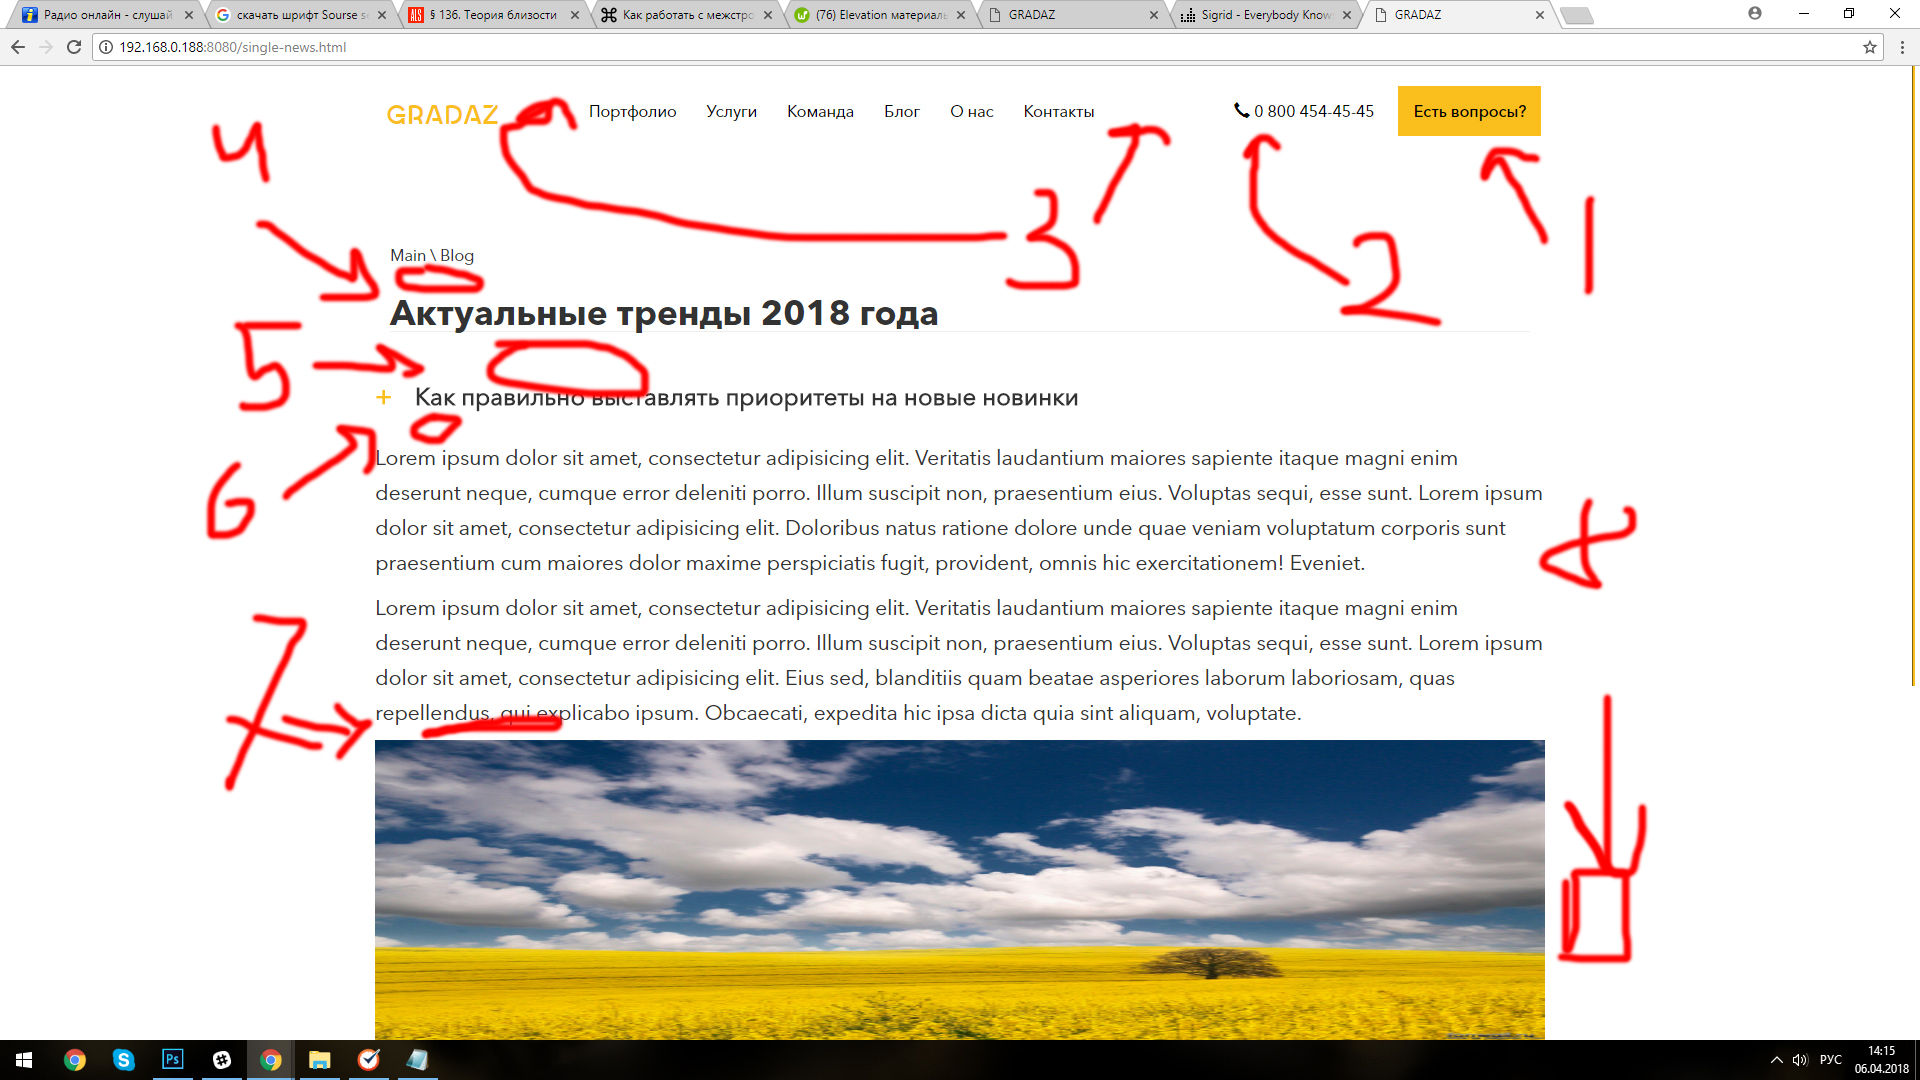 Радио онлайн - слушай
скачать шрифт Sourse s
§ 136. Теория близости
Как работать с межстро
(76) Elevation материаль
GRADAZ
Sigrid - Everybody Know
GRADAZ
192.168.0.188:8080/single-news.html
GRADAZ
Портфолио
Услуги
Команда
Блог
О нас
Контакты
0 800 454-45-45
Есть вопросы?
4
3
2
1
Main \ Blog
Актуальные тренды 2018 года
5
+ Как правильно выставлять приоритеты на новые новинки
6
Lorem ipsum dolor sit amet, consectetur adipisicing elit. Veritatis laudantium maiores sapiente itaque magni enim
deserunt neque, cumque error deleniti porro. Illum suscipit non, praesentium eius. Voluptas sequi, esse sunt. Lorem ipsum
dolor sit amet, consectetur adipisicing elit. Doloribus natus ratione dolore unde quae veniam voluptatum corporis sunt
praesentium cum maiores dolor maxime perspiciatis fugit, provident, omnis hic exercitationem! Eveniet.
8
Lorem ipsum dolor sit amet, consectetur adipisicing elit. Veritatis laudantium maiores sapiente itaque magni enim
deserunt neque, cumque error deleniti porro. Illum suscipit non, praesentium eius. Voluptas sequi, esse sunt. Lorem ipsum
dolor sit amet, consectetur adipisicing elit. Eius sed, blanditiis quam beatae asperiores laborum laboriosam, quas
repellendus, qui explicabo ipsum. Obcaecati, expedita hic ipsa dicta quia sint aliquam, voluptate.
7
Ps
РУС
14:15
06.04.2018